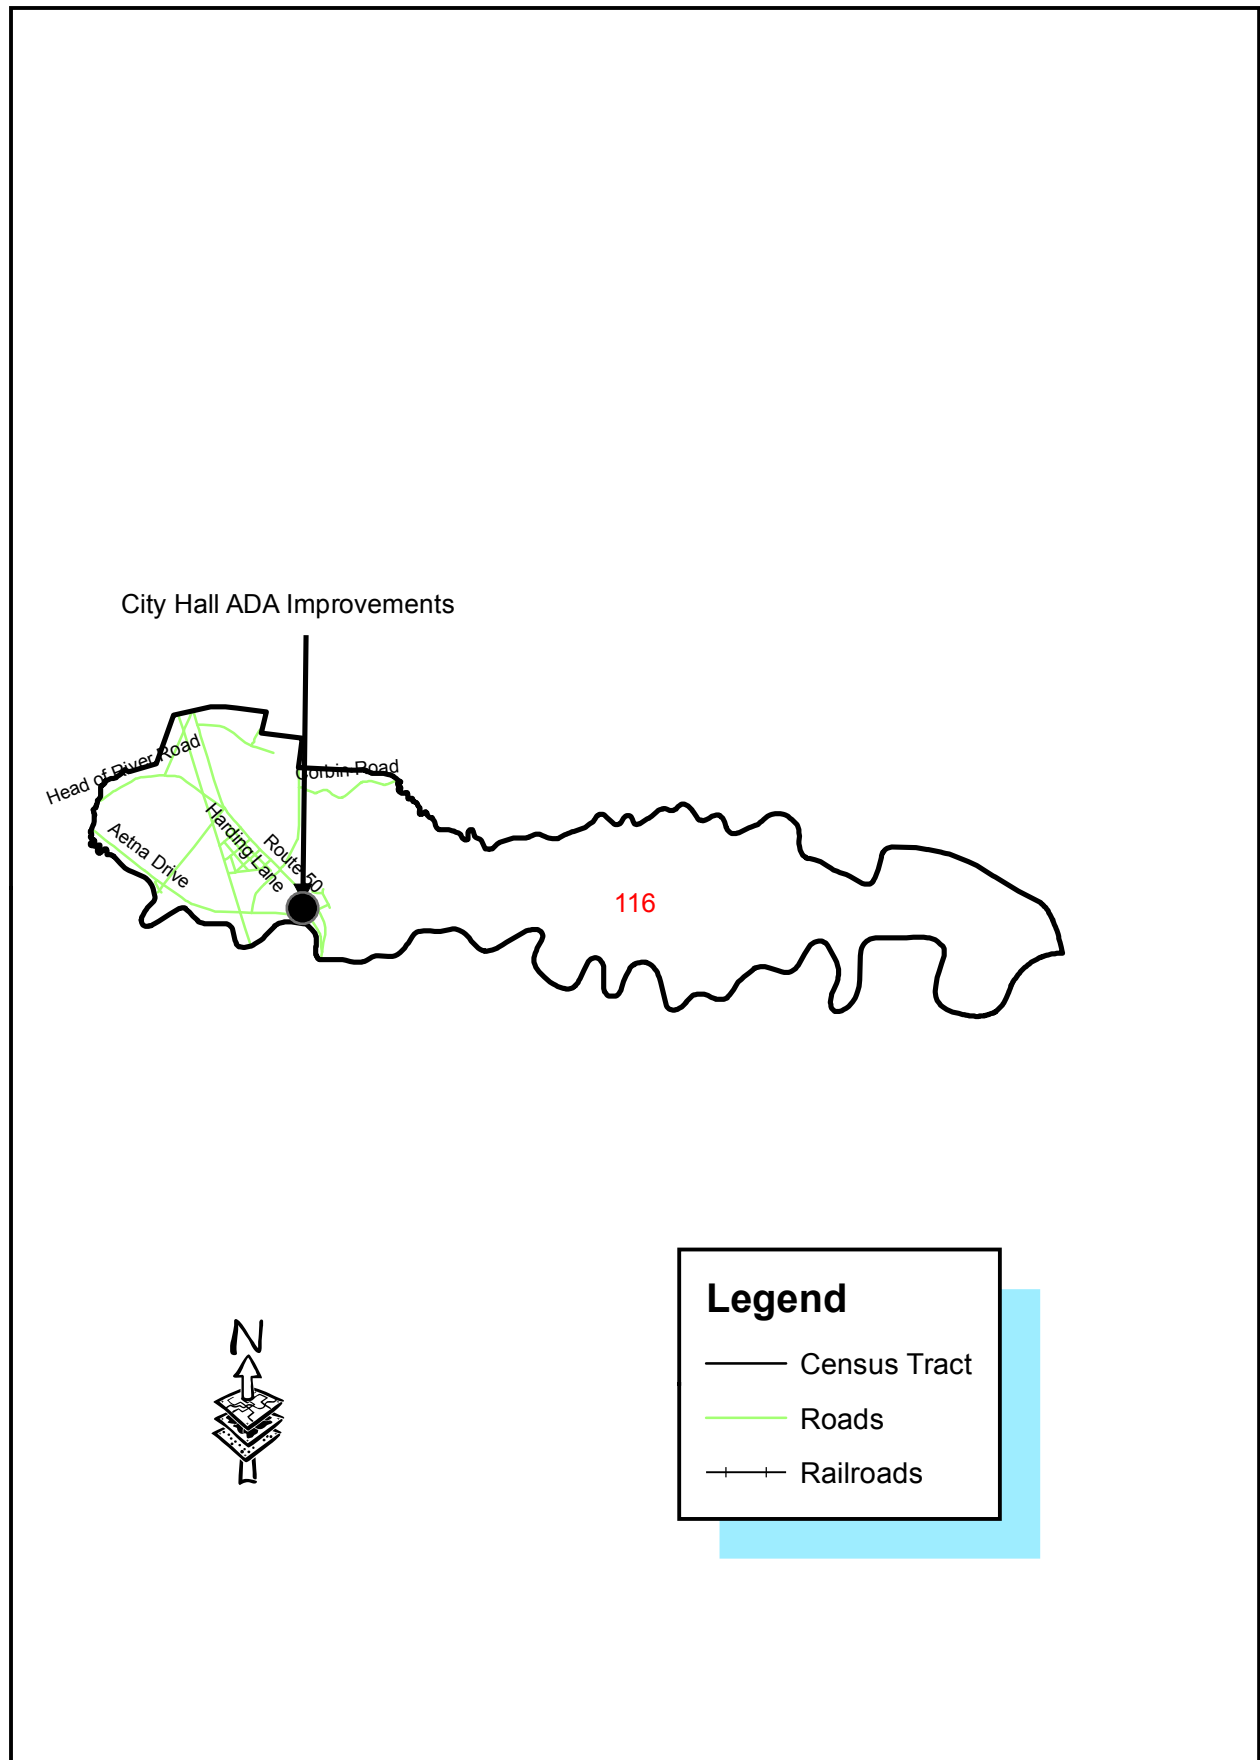 City Hall ADA Improvements
Head of River Road
Corbin Road
Aetna Drive
Harding Lane
Route 50
116
N
Legend
Census Tract
Roads
Railroads